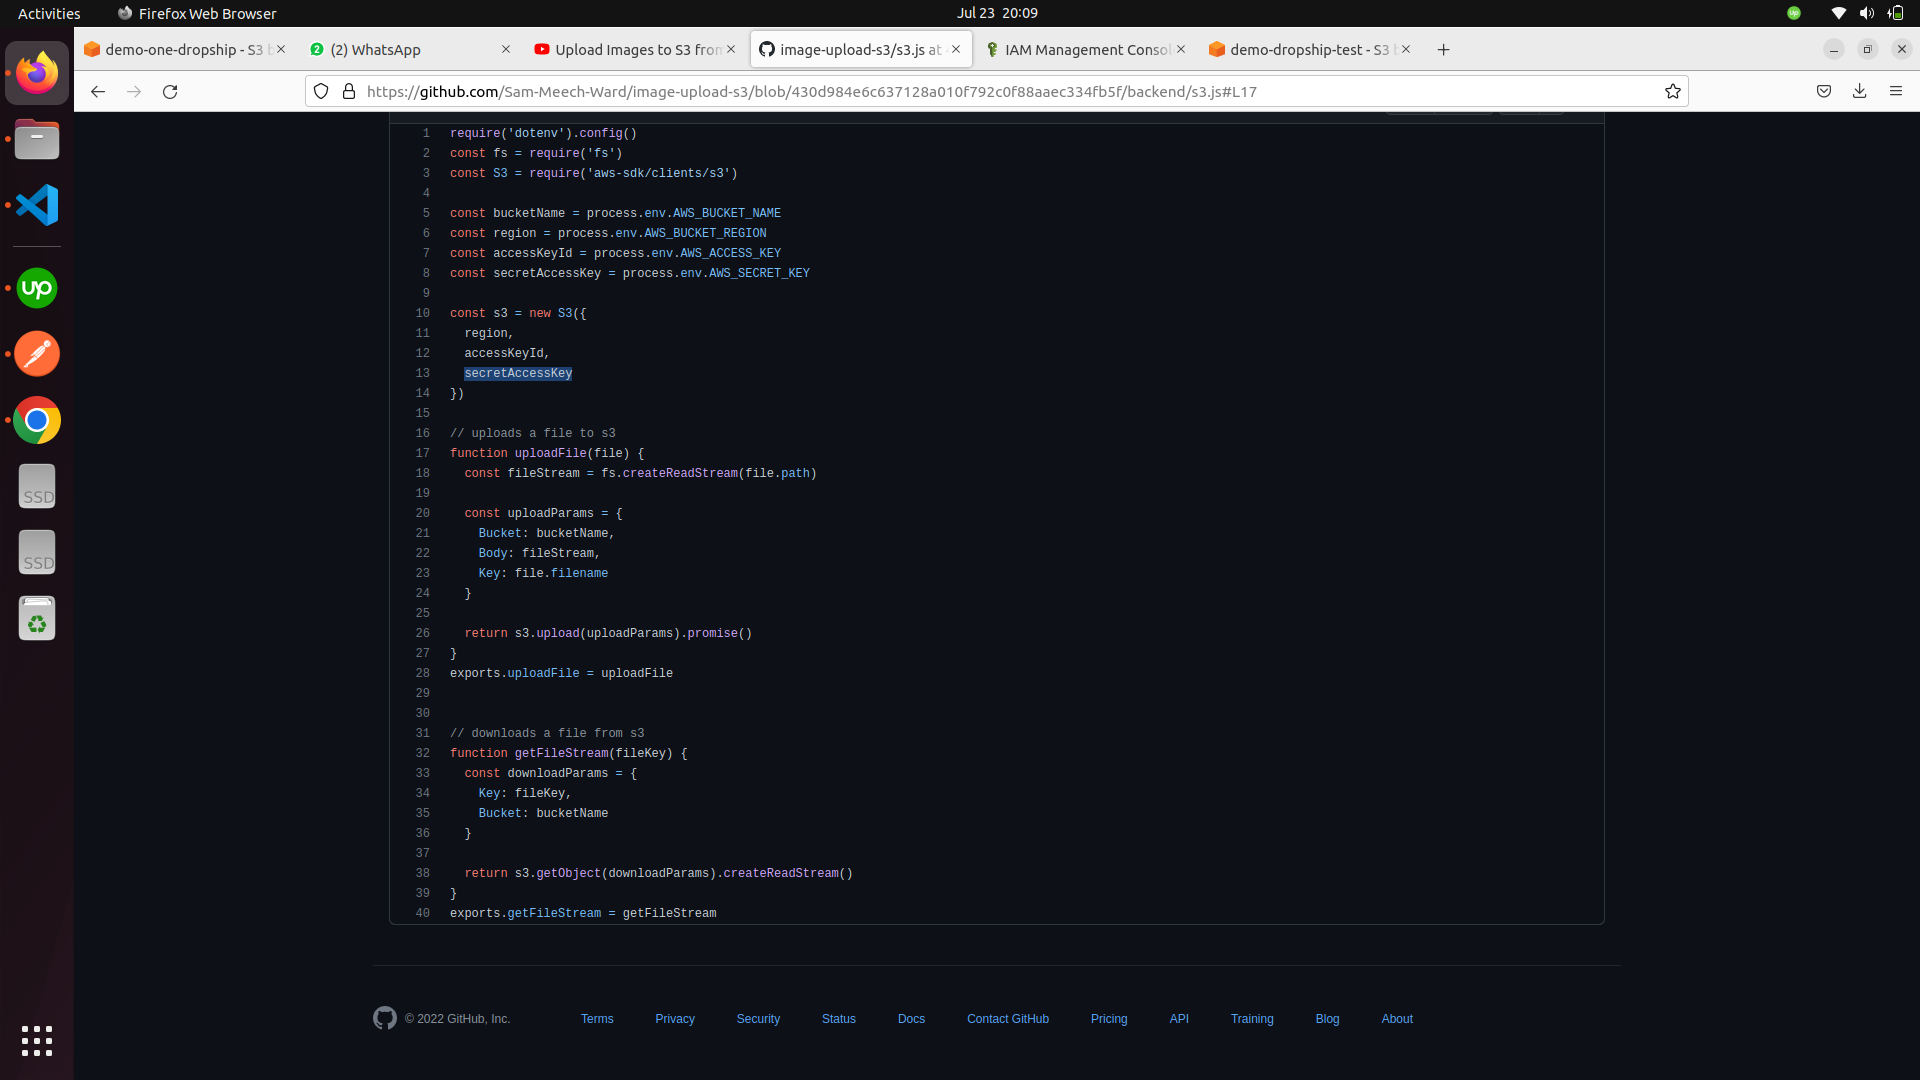 Activities
Firefox Web Browser
Jul 23 20:09
demo-one-dropship - S3 b
(2) WhatsApp
Upload Images to S3 from
image-upload-s3/s3.js at
IAM Management Consol
demo-dropship-test - S3 b
https://github.com/Sam-Meech-Ward/image-upload-s3/blob/430d984e6c637128a010f792c0f88aaec334fb5f/backend/s3.js#L17
1 require('dotenv').config()
2 const fs = require('fs')
3 const S3 = require('aws-sdk/clients/s3')
4
5 const bucketName = process.env.AWS_BUCKET_NAME
6 const region = process.env.AWS_BUCKET_REGION
7 const accessKeyId = process.env.AWS_ACCESS_KEY
8 const secretAccessKey = process.env.AWS_SECRET_KEY
9
10 const s3 = new S3({
11 region,
12 accessKeyId,
13 secretAccessKey
14 })
15
16 // uploads a file to s3
17 function uploadFile(file) {
18 const fileStream = fs.createReadStream(file.path)
19
20 const uploadParams = {
21 Bucket: bucketName,
22 Body: fileStream,
23 Key: file.filename
24 }
25
26 return s3.upload(uploadParams).promise()
27 }
28 exports.uploadFile = uploadFile
29
30
31 // downloads a file from s3
32 function getFileStream(fileKey) {
33 const downloadParams = {
34 Key: fileKey,
35 Bucket: bucketName
36 }
37
38 return s3.getObject(downloadParams).createReadStream()
39 }
40 exports.getFileStream = getFileStream
up
SSD
SSD
© 2022 GitHub, Inc.
Terms
Privacy
Security
Status
Docs
Contact GitHub
Pricing
API
Training
Blog
About